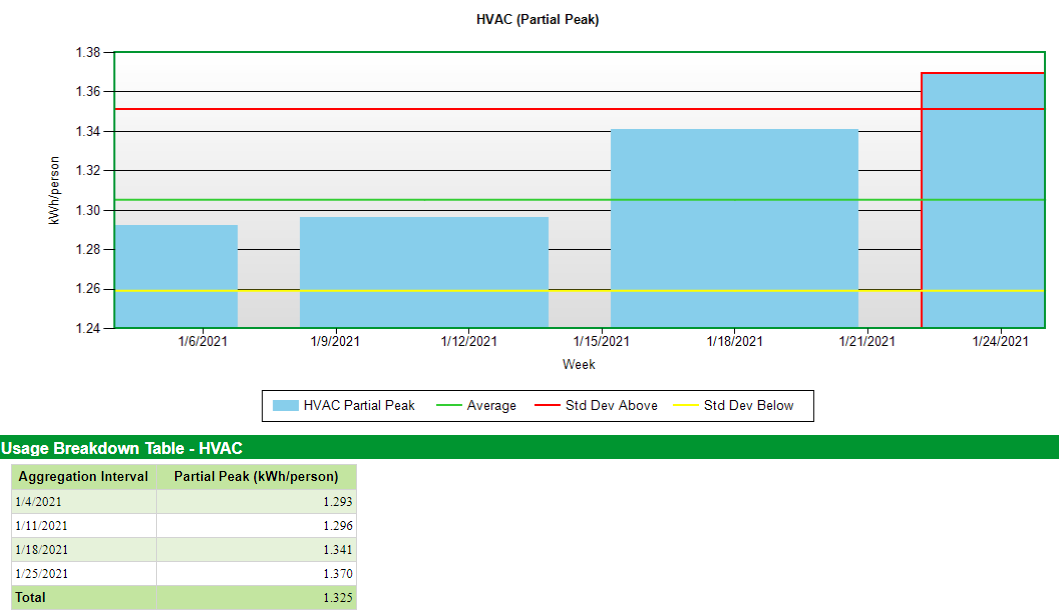 HVAC (Partial Peak)
1.38
1.36
1.34
1.32
1.30
1.28
1.26
1.24
kWh/person
1/6/2021 1/9/2021 1/12/2021 1/15/2021 1/18/2021 1/21/2021 1/24/2021
Week
HVAC Partial Peak Average Std Dev Above Std Dev Below
Usage Breakdown Table - HVAC
Aggregation Interval Partial Peak (kWh/person)
1/4/2021 1.293
1/11/2021 1.296
1/18/2021 1.341
1/25/2021 1.370
Total 1.325